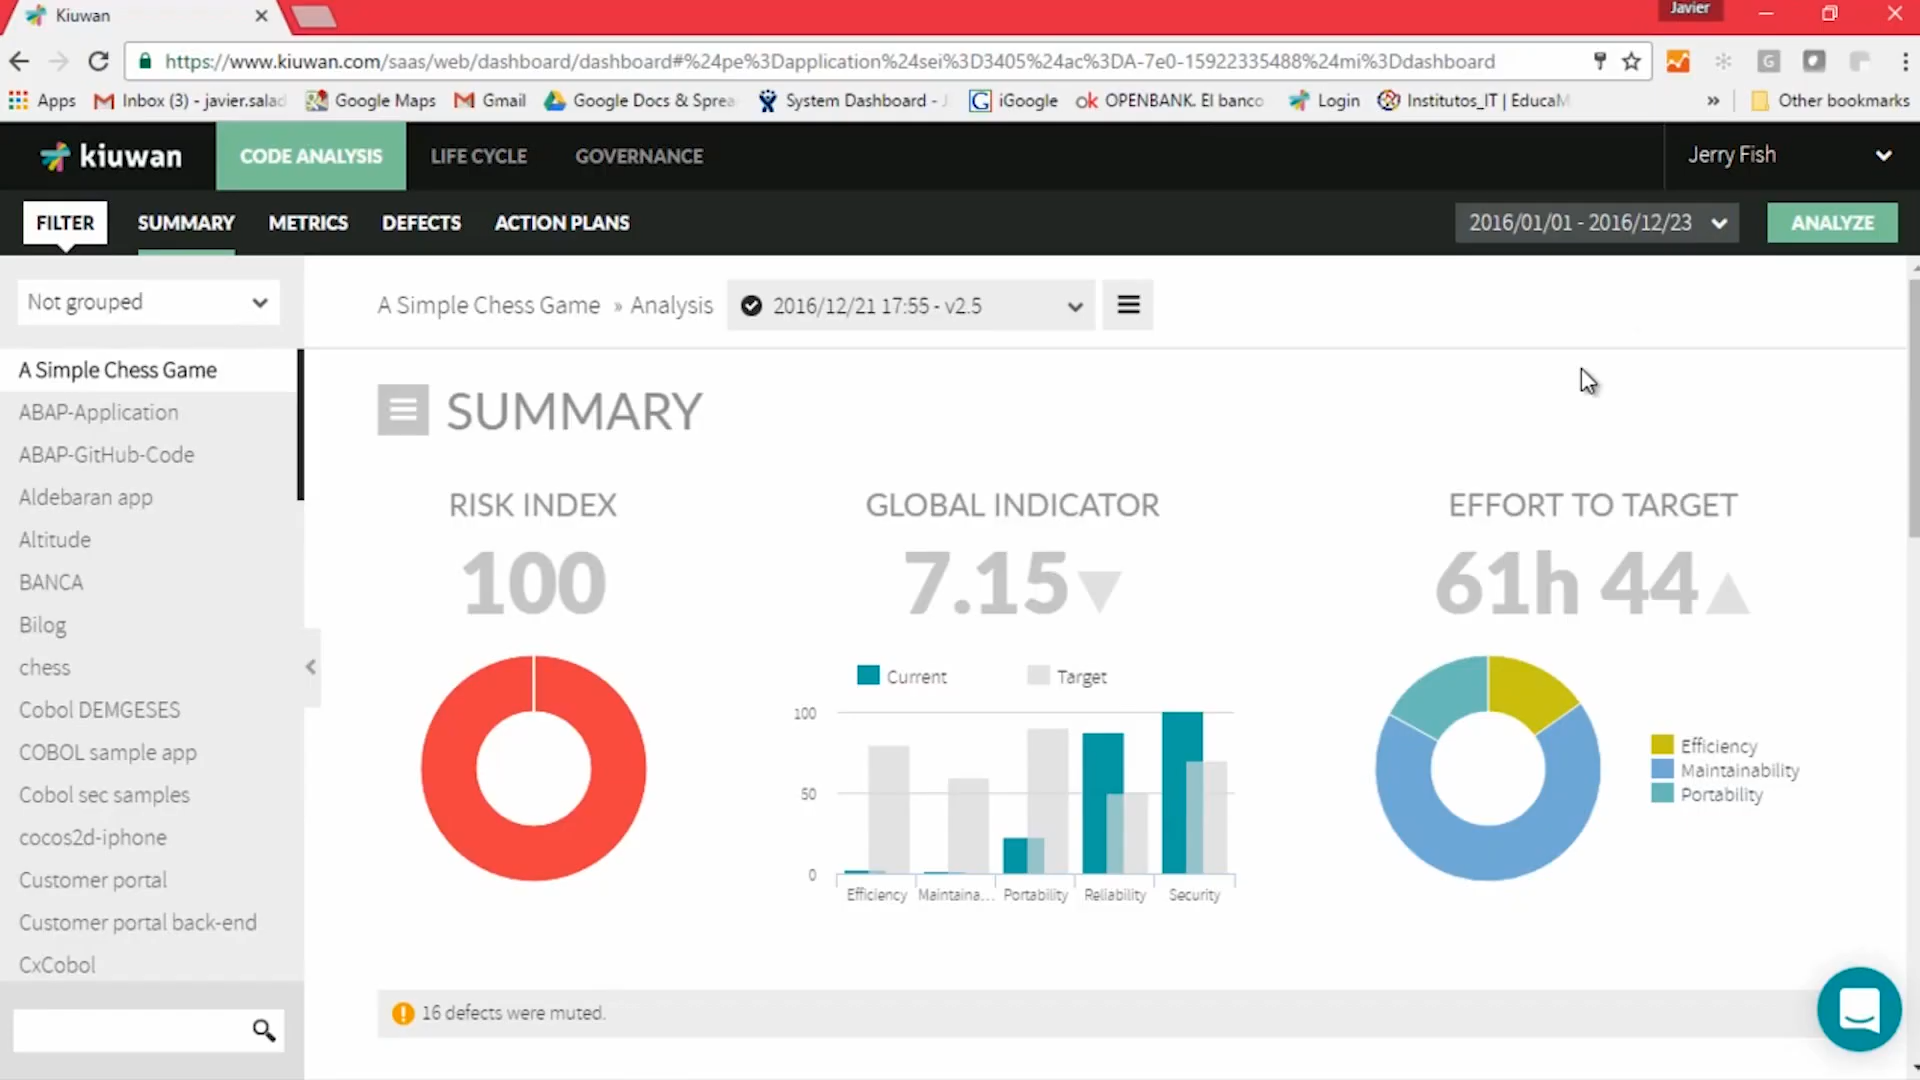 Kiuwan
Javier
https://www.kiuwan.com/saas/web/dashboard/dashboard#%24pe%3Dapplication%24sei%3D3405%24ac%3DA-7e0-15922335488%24mi%3Ddashboard
Apps Inbox (3) - javier.salad Google Maps Gmail Google Docs & Sprea System Dashboard - J iGoogle ok OPENBANK. El banco Login Institutos_IT | EducaM » Other bookmarks
kiuwan CODE ANALYSIS LIFE CYCLE GOVERNANCE Jerry Fish
FILTER SUMMARY METRICS DEFECTS ACTION PLANS 2016/01/01 - 2016/12/23 ANALYZE
Not grouped
A Simple Chess Game » Analysis 2016/12/21 17:55 - v2.5
A Simple Chess Game
ABAP-Application
ABAP-GitHub-Code
Aldebaran app
Altitude
BANCA
Bilog
chess
Cobol DEMGESES
COBOL sample app
Cobol sec samples
cocos2d-iphone
Customer portal
Customer portal back-end
CxCobol
SUMMARY
RISK INDEX
100
GLOBAL INDICATOR
7.15
Current Target
100
50
0
Efficiency Maintaina... Portability Reliability Security
EFFORT TO TARGET
61h 44
Efficiency
Maintainability
Portability
16 defects were muted.